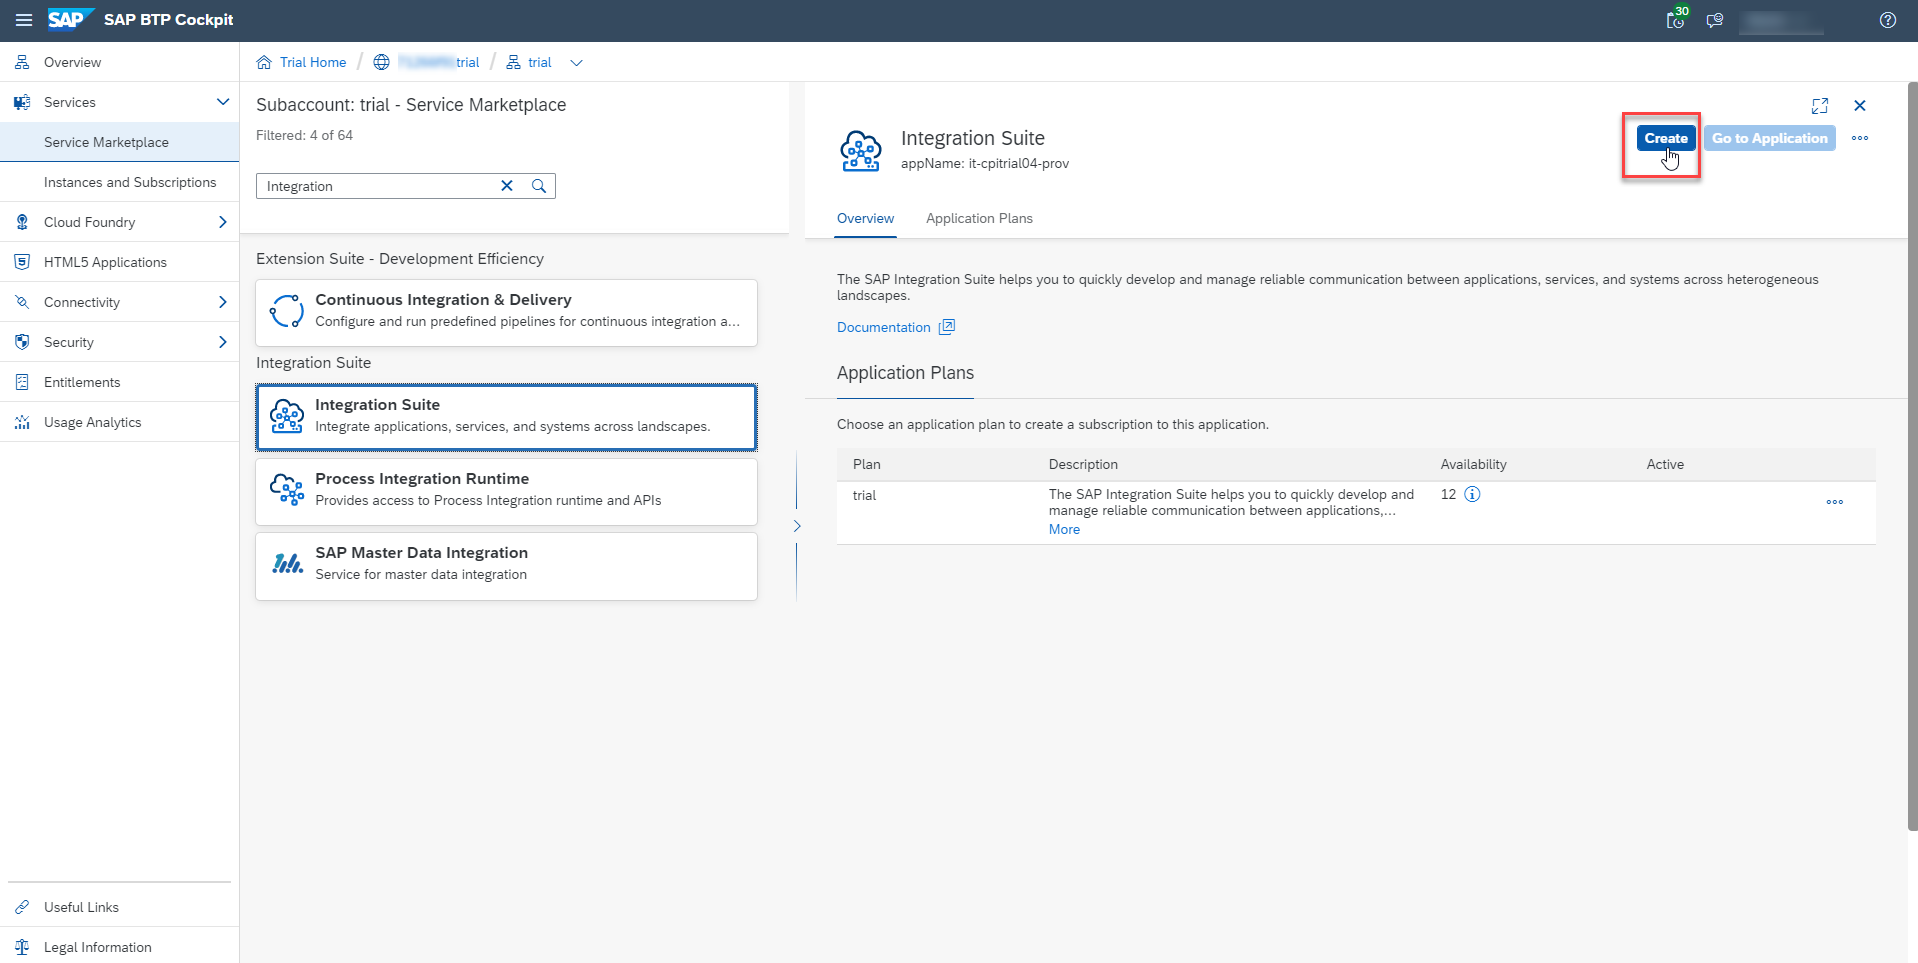 SAP SAP BTP Cockpit
30
Overview
Services
Service Marketplace
Instances and Subscriptions
Cloud Foundry
HTML5 Applications
Connectivity
Security
Entitlements
Usage Analytics
Useful Links
Legal Information
Trial Home / trial / trial
Subaccount: trial - Service Marketplace
Filtered: 4 of 64
Integration
Extension Suite - Development Efficiency
Continuous Integration & Delivery
Configure and run predefined pipelines for continuous integration a...
Integration Suite
Integration Suite
Integrate applications, services, and systems across landscapes.
Process Integration Runtime
Provides access to Process Integration runtime and APIs
SAP Master Data Integration
Service for master data integration
Integration Suite
appName: it-cpitrial04-prov
Create
Go to Application
Overview
Application Plans
The SAP Integration Suite helps you to quickly develop and manage reliable communication between applications, services, and systems across heterogeneous
landscapes.
Documentation
Application Plans
Choose an application plan to create a subscription to this application.
Plan Description Availability Active
trial The SAP Integration Suite helps you to quickly develop and 12
manage reliable communication between applications,...
More